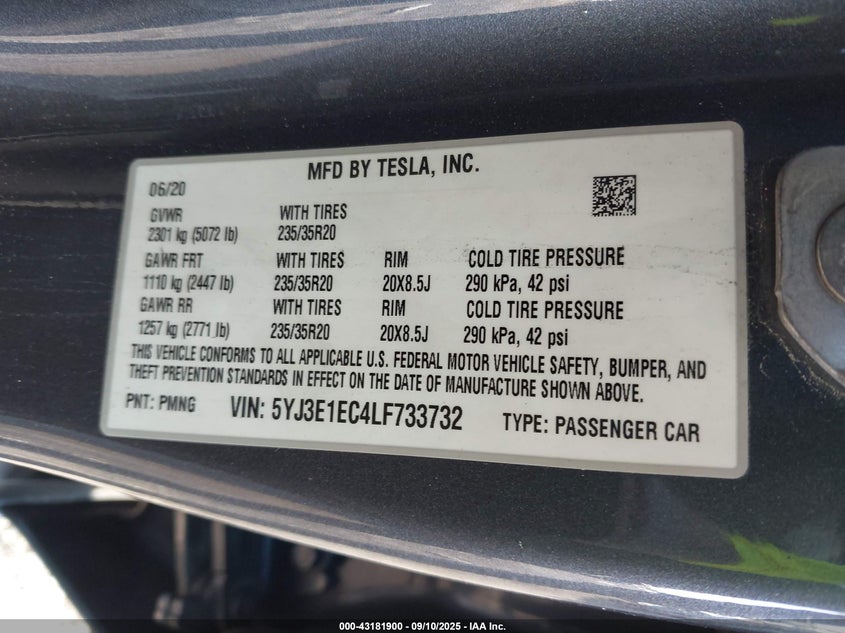 MFD BY TESLA, INC.
06/20
GVWR WITH TIRES
2301 kg (5072 lb) 235/35R20
GAWR FRT WITH TIRES RIM COLD TIRE PRESSURE
1110 kg (2447 lb) 235/35R20 20X8.5J 290 kPa, 42 psi
GAWR RR WITH TIRES RIM COLD TIRE PRESSURE
1257 kg (2771 lb) 235/35R20 20X8.5J 290 kPa, 42 psi
THIS VEHICLE CONFORMS TO ALL APPLICABLE U.S. FEDERAL MOTOR VEHICLE SAFETY, BUMPER, AND
THEFT PREVENTION STANDARDS IN EFFECT ON THE DATE OF MANUFACTURE SHOWN ABOVE.
PNT: PMNG VIN: 5YJ3E1EC4LF733732 TYPE: PASSENGER CAR
000-43181900 - 09/10/2025 - IAA Inc.